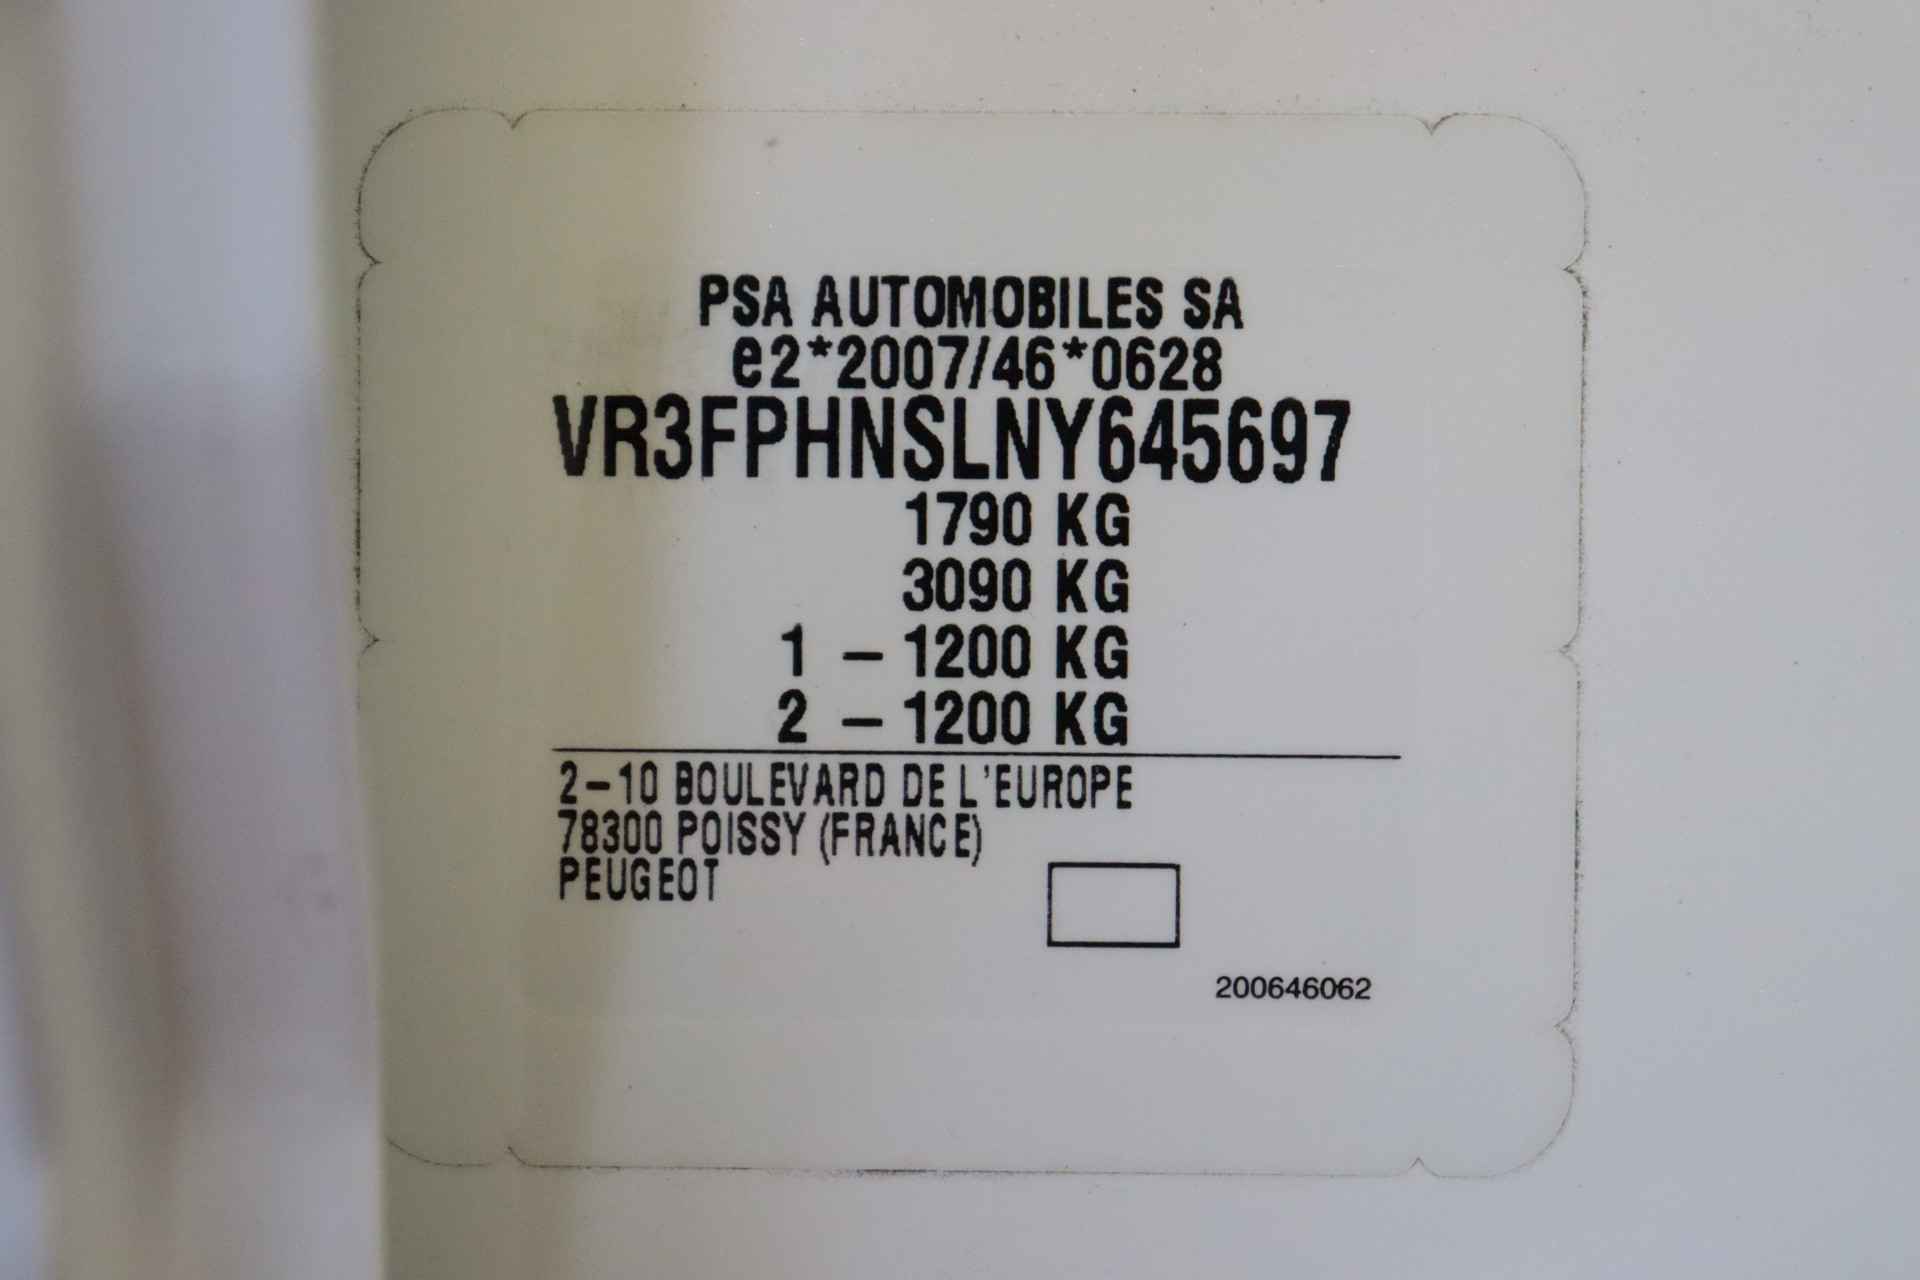 PSA AUTOMOBILES SA
e2*2007/46*0628
VR3FPHNSLNY645697
1790 KG
3090 KG
1 – 1200 KG
2 – 1200 KG
2–10 BOULEVARD DE L'EUROPE
78300 POISSY (FRANCE)
PEUGEOT
200646062